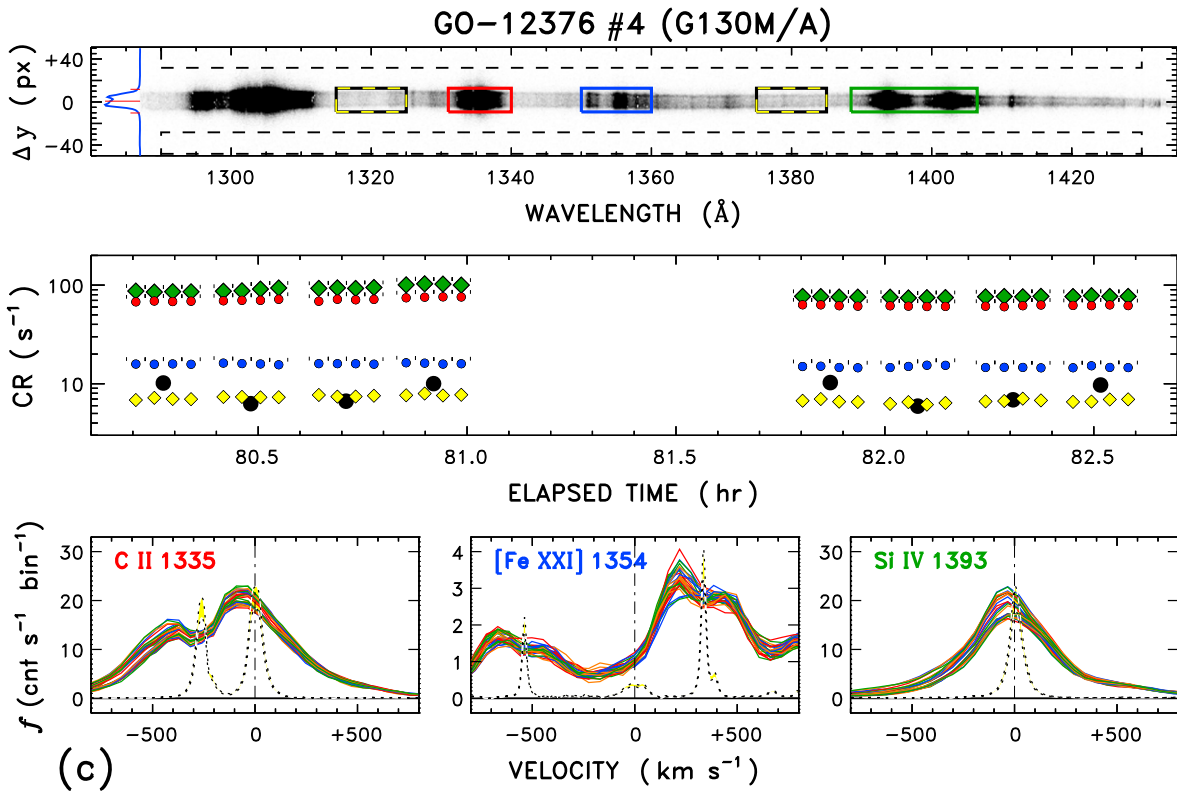 GO-12376 #4 (G130M/A)
Δ y (px)
+40
0
-40
1300 1320 1340 1360 1380 1400 1420
WAVELENGTH (Å)
CR (s⁻¹)
100
10
80.5 81.0 81.5 82.0 82.5
ELAPSED TIME (hr)
f (cnt s⁻¹ bin⁻¹)
C II 1335
30
20
10
0
-500 0 +500
[Fe XXI] 1354
4
3
2
1
0
-500 0 +500
Si IV 1393
30
20
10
0
-500 0 +500
VELOCITY (km s⁻¹)
(c)